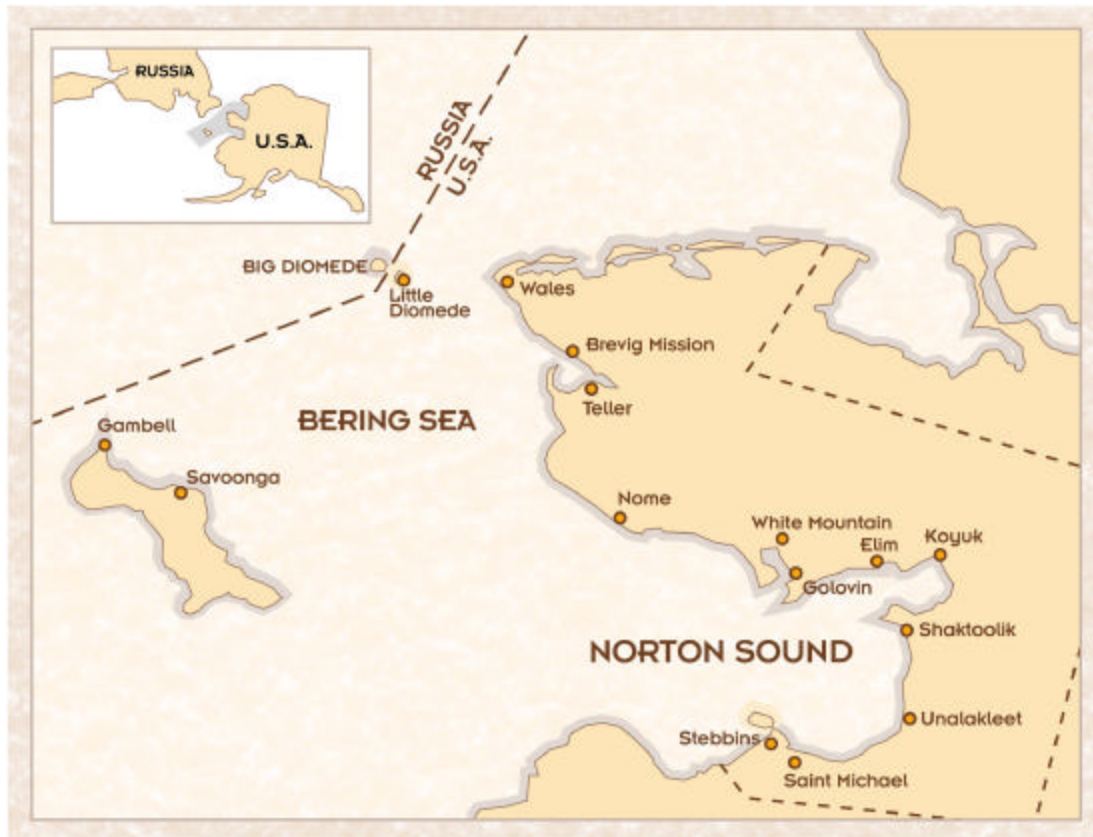 RUSSIA
U.S.A.
RUSSIA
U.S.A.
BIG DIOMEDE
Little
Diomede
Wales
Brevig Mission
Teller
BERING SEA
Gambell
Savoonga
Nome
White Mountain
Elim
Koyuk
Golovin
Shaktoolik
NORTON SOUND
Unalakleet
Stebbins
Saint Michael